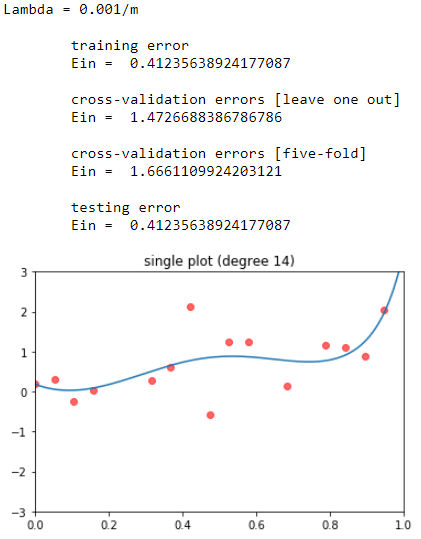 Lambda = 0.001/m
training error
Ein =  0.41235638924177087
cross-validation errors [leave one out]
Ein =  1.4726688386786786
cross-validation errors [five-fold]
Ein =  1.6661109924203121
testing error
Ein =  0.41235638924177087
single plot (degree 14)
3
2
1
0
−1
−2
−3
0.0 0.2 0.4 0.6 0.8 1.0